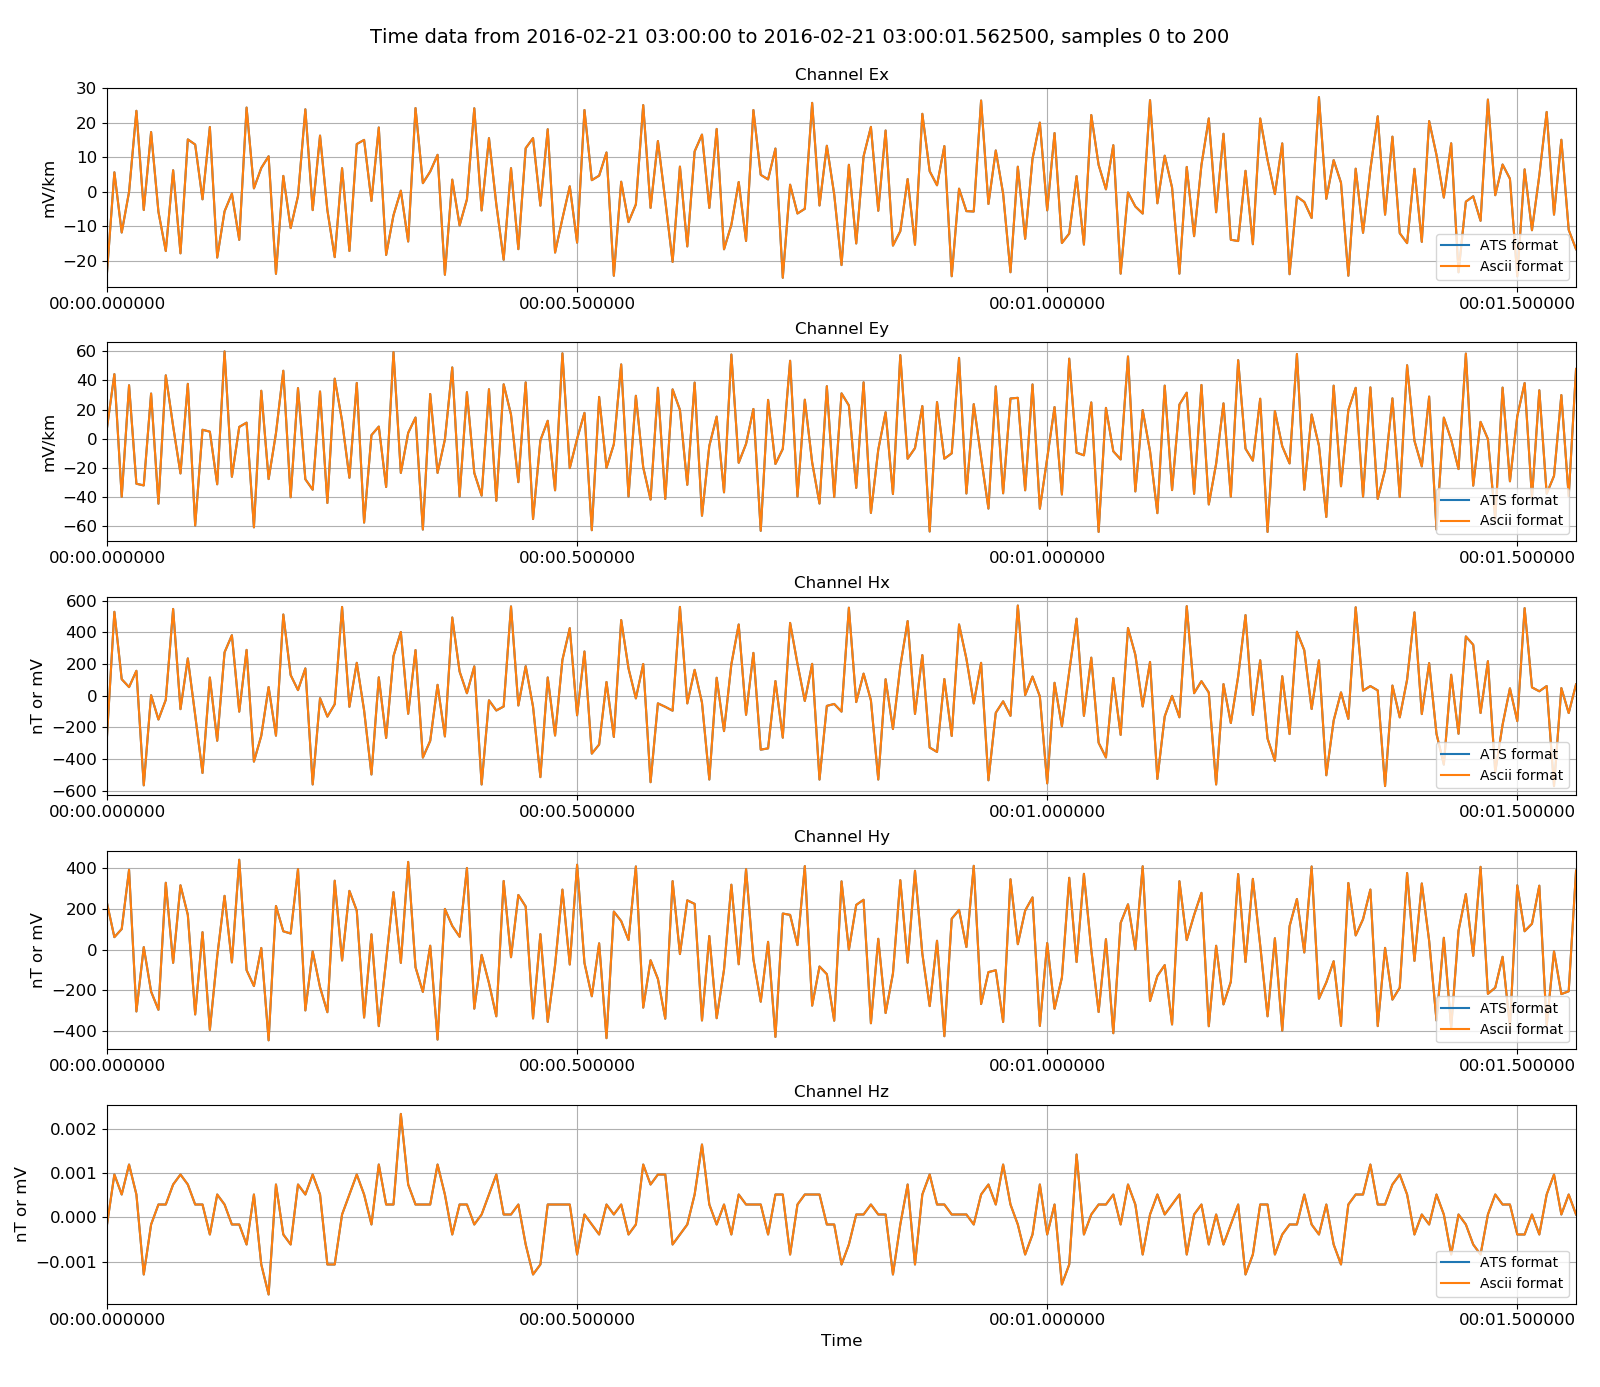 Time data from 2016-02-21 03:00:00 to 2016-02-21 03:00:01.562500, samples 0 to 200
Channel Ex
30
20
10
0
−10
−20
mV/km
ATS format
Ascii format
00:00.000000 00:00.500000 00:01.000000 00:01.500000
Channel Ey
60
40
20
0
−20
−40
−60
mV/km
ATS format
Ascii format
00:00.000000 00:00.500000 00:01.000000 00:01.500000
Channel Hx
600
400
200
0
−200
−400
−600
nT or mV
ATS format
Ascii format
00:00.000000 00:00.500000 00:01.000000 00:01.500000
Channel Hy
400
200
0
−200
−400
nT or mV
ATS format
Ascii format
00:00.000000 00:00.500000 00:01.000000 00:01.500000
Channel Hz
0.002
0.001
0.000
−0.001
nT or mV
ATS format
Ascii format
00:00.000000 00:00.500000 00:01.000000 00:01.500000
Time